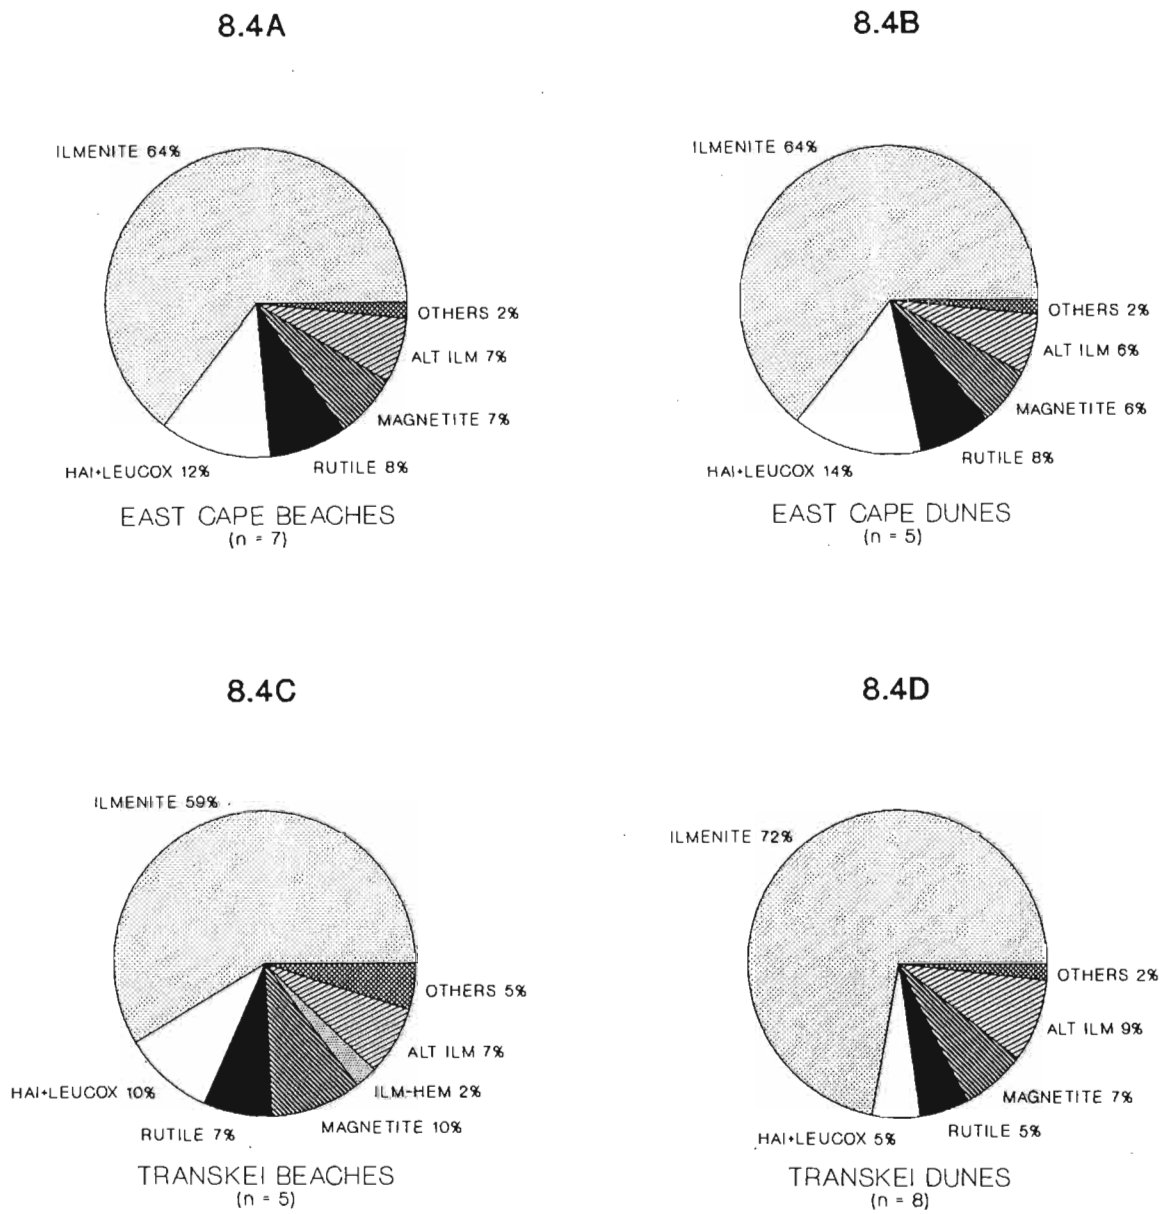 8.4A
ILMENITE 64%
OTHERS 2%
ALT ILM 7%
MAGNETITE 7%
RUTILE 8%
HAI+LEUCOX 12%
EAST CAPE BEACHES
(n = 7)
8.4B
ILMENITE 64%
OTHERS 2%
ALT ILM 6%
MAGNETITE 6%
RUTILE 8%
HAI+LEUCOX 14%
EAST CAPE DUNES
(n = 5)
8.4C
ILMENITE 59%
OTHERS 5%
ALT ILM 7%
ILM-HEM 2%
MAGNETITE 10%
RUTILE 7%
HAI+LEUCOX 10%
TRANSKEI BEACHES
(n = 5)
8.4D
ILMENITE 72%
OTHERS 2%
ALT ILM 9%
MAGNETITE 7%
RUTILE 5%
HAI+LEUCOX 5%
TRANSKEI DUNES
(n = 8)